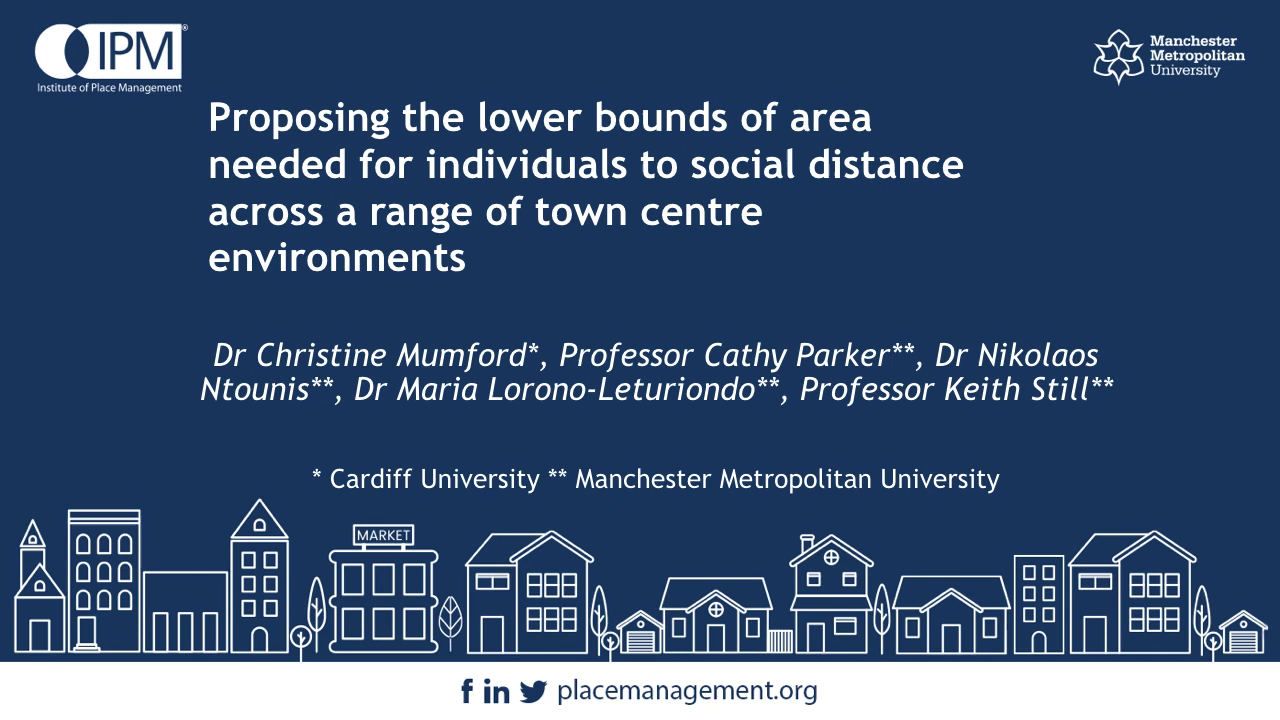 IPM®
Institute of Place Management
Manchester
Metropolitan
University
Proposing the lower bounds of area
needed for individuals to social distance
across a range of town centre
environments
Dr Christine Mumford*, Professor Cathy Parker**, Dr Nikolaos
Ntounis**, Dr Maria Lorono-Leturiondo**, Professor Keith Still**
* Cardiff University ** Manchester Metropolitan University
MARKET
f in placemanagement.org